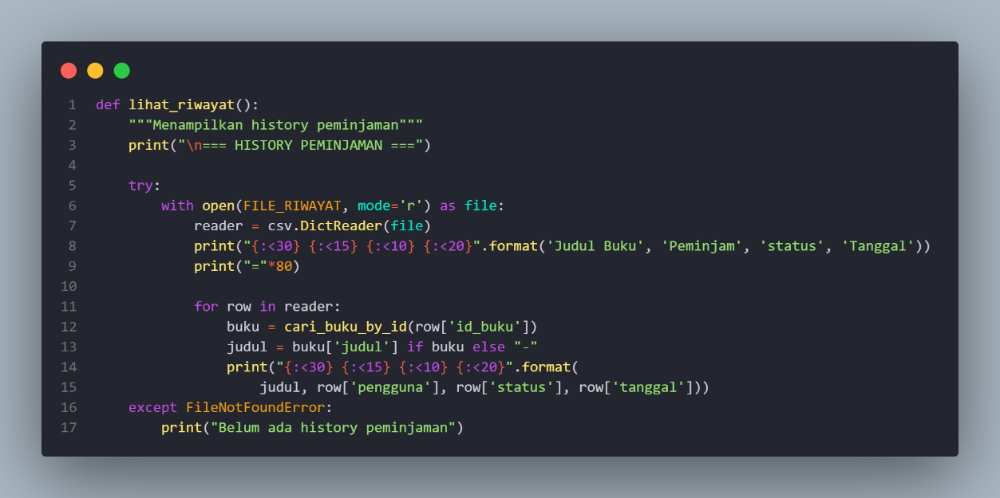 1 def lihat_riwayat():
2     """Menampilkan history peminjaman"""
3     print("\n=== HISTORY PEMINJAMAN ===")
4
5     try:
6         with open(FILE_RIWAYAT, mode='r') as file:
7             reader = csv.DictReader(file)
8             print("{:<30} {:<15} {:<10} {:<20}".format('Judul Buku', 'Peminjam', 'status', 'Tanggal'))
9             print("="*80)
10
11             for row in reader:
12                 buku = cari_buku_by_id(row['id_buku'])
13                 judul = buku['judul'] if buku else "-"
14                 print("{:<30} {:<15} {:<10} {:<20}".format(
15                     judul, row['pengguna'], row['status'], row['tanggal']))
16     except FileNotFoundError:
17         print("Belum ada history peminjaman")